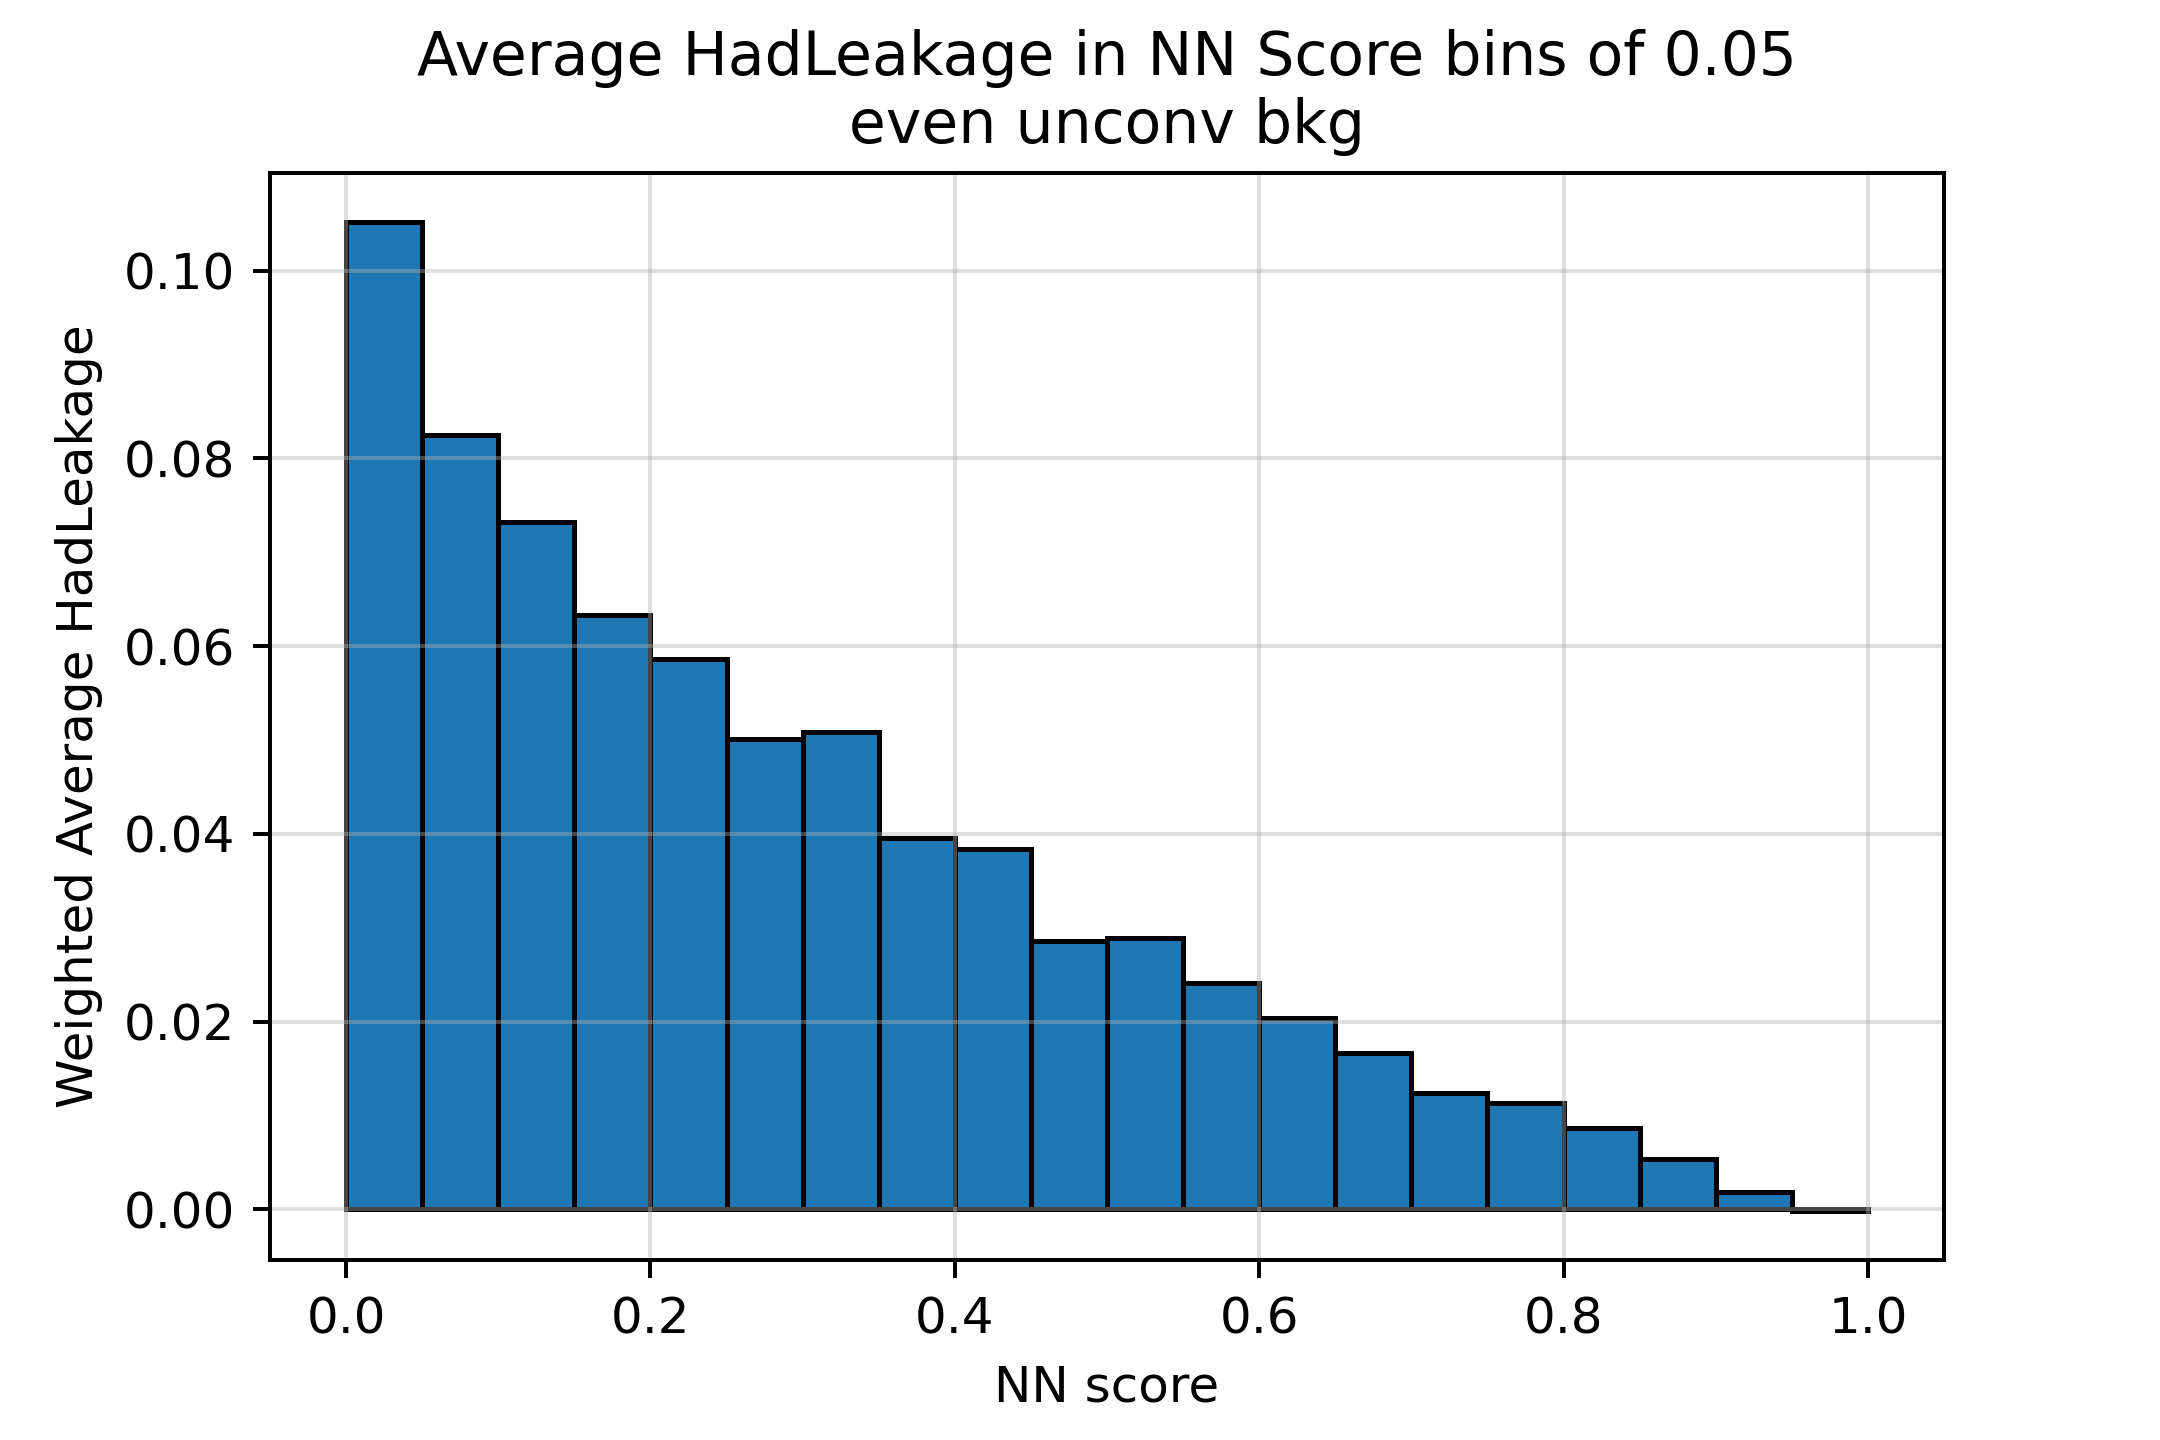 Average HadLeakage in NN Score bins of 0.05
even unconv bkg
Weighted Average HadLeakage
0.10
0.08
0.06
0.04
0.02
0.00
0.0 0.2 0.4 0.6 0.8 1.0
NN score